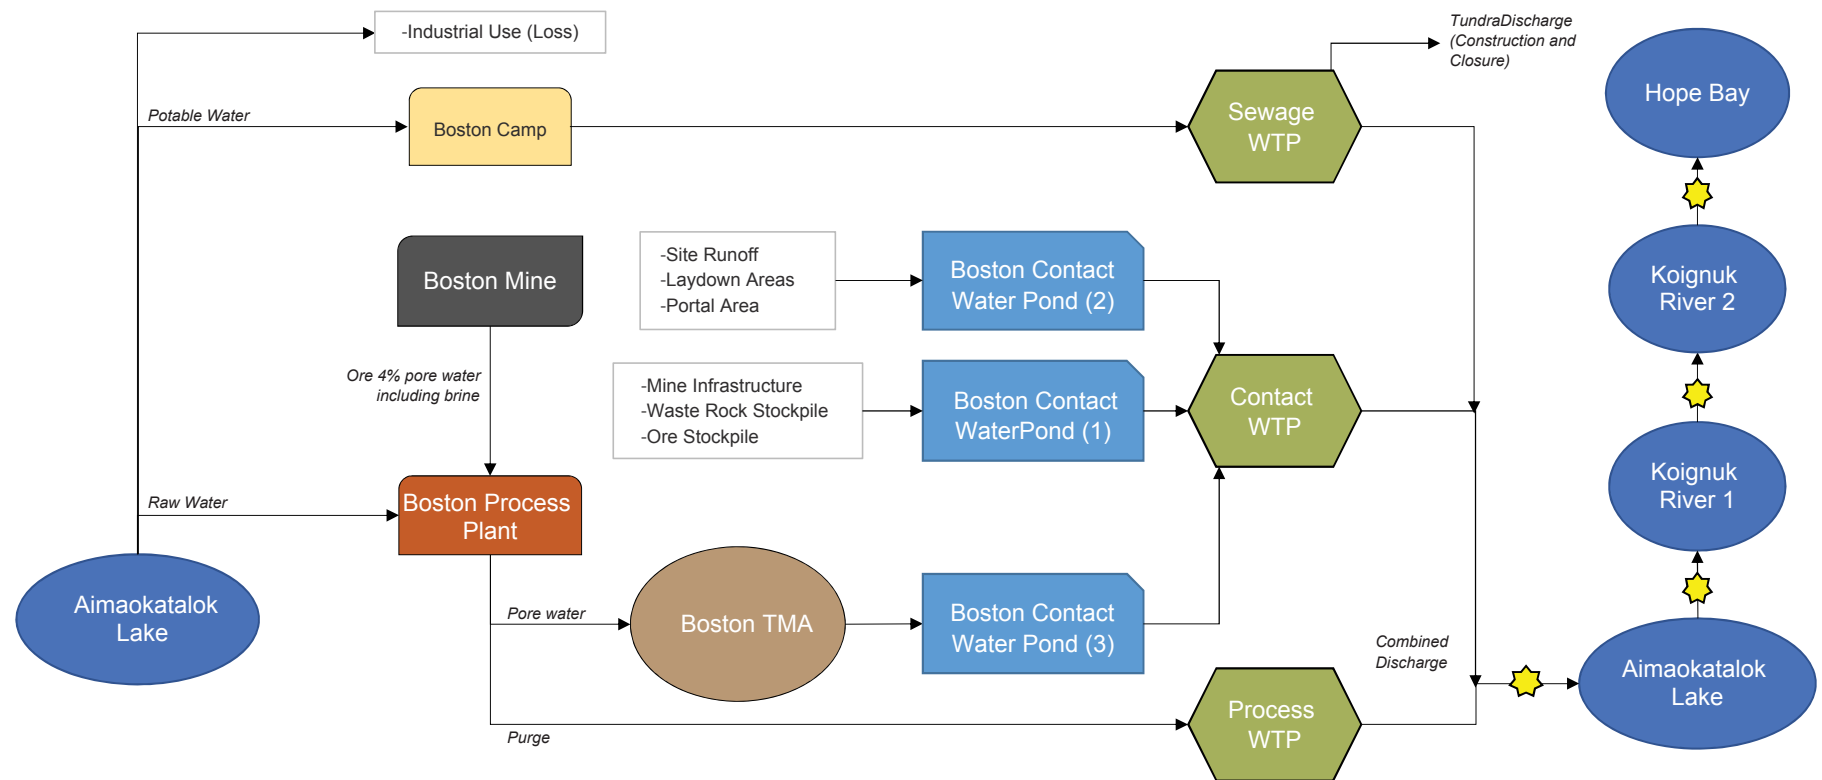 -Industrial Use (Loss)
TundraDischarge
(Construction and
Closure)
Hope Bay
Potable Water
Boston Camp
Sewage
WTP
Boston Mine
-Site Runoff
-Laydown Areas
-Portal Area
Boston Contact
Water Pond (2)
Koignuk
River 2
Ore 4% pore water
including brine
-Mine Infrastructure
-Waste Rock Stockpile
-Ore Stockpile
Boston Contact
WaterPond (1)
Contact
WTP
Koignuk
River 1
Raw Water
Boston Process
Plant
Aimaokatalok
Lake
Pore water
Boston TMA
Boston Contact
Water Pond (3)
Combined
Discharge
Aimaokatalok
Lake
Purge
Process
WTP